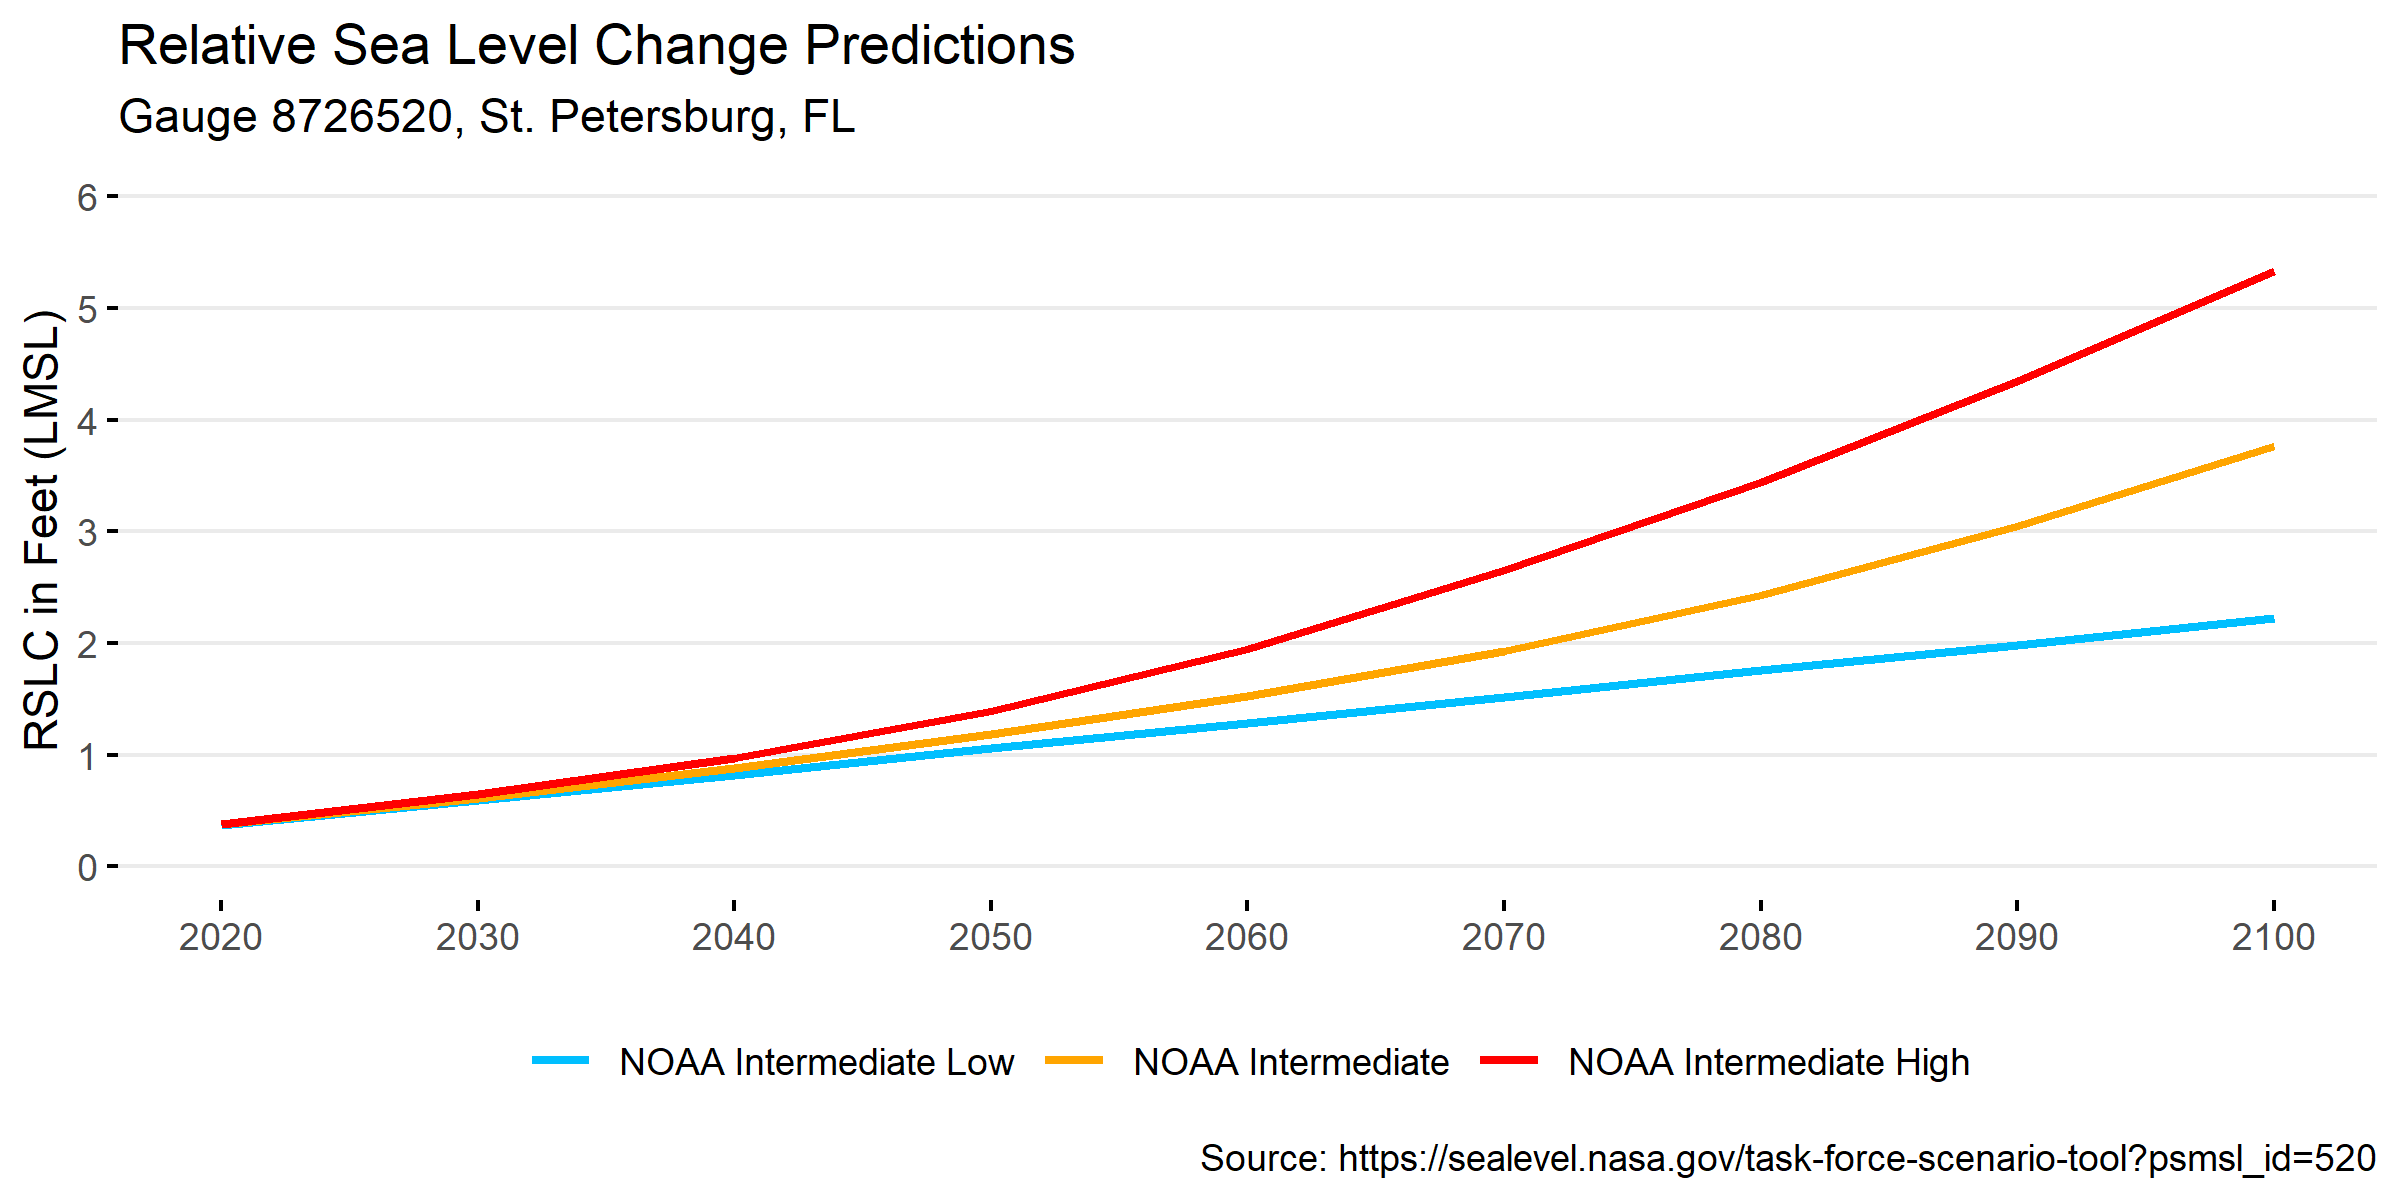 Relative Sea Level Change Predictions
Gauge 8726520, St. Petersburg, FL
RSLC in Feet (LMSL)
6
5
4
3
2
1
0
2020 2030 2040 2050 2060 2070 2080 2090 2100
NOAA Intermediate Low NOAA Intermediate NOAA Intermediate High
Source: https://sealevel.nasa.gov/task-force-scenario-tool?psmsl_id=520